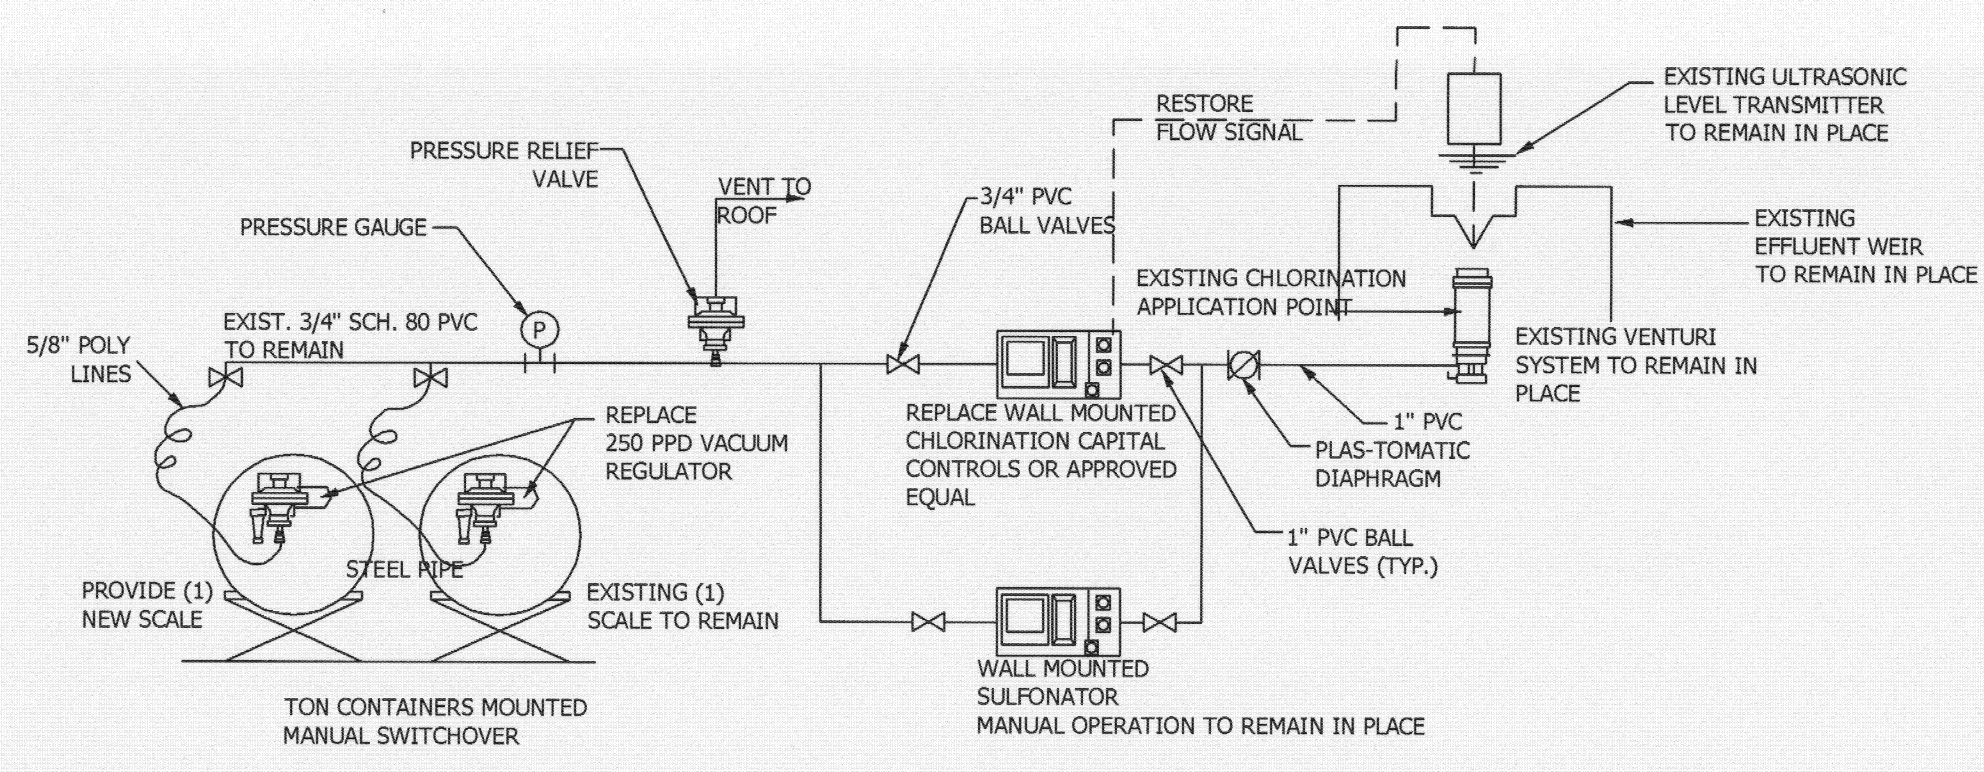 RESTORE
FLOW SIGNAL
EXISTING ULTRASONIC
LEVEL TRANSMITTER
TO REMAIN IN PLACE
PRESSURE RELIEF
VALVE
VENT TO
ROOF
3/4" PVC
BALL VALVES
PRESSURE GAUGE
EXISTING
EFFLUENT WEIR
TO REMAIN IN PLACE
EXISTING CHLORINATION
APPLICATION POINT
EXIST. 3/4" SCH. 80 PVC
TO REMAIN
P
5/8" POLY
LINES
EXISTING VENTURI
SYSTEM TO REMAIN IN
PLACE
REPLACE
250 PPD VACUUM
REGULATOR
REPLACE WALL MOUNTED
CHLORINATION CAPITAL
CONTROLS OR APPROVED
EQUAL
1" PVC
PLAS-TOMATIC
DIAPHRAGM
1" PVC BALL
VALVES (TYP.)
STEEL PIPE
PROVIDE (1)
NEW SCALE
EXISTING (1)
SCALE TO REMAIN
WALL MOUNTED
SULFONATOR
MANUAL OPERATION TO REMAIN IN PLACE
TON CONTAINERS MOUNTED
MANUAL SWITCHOVER